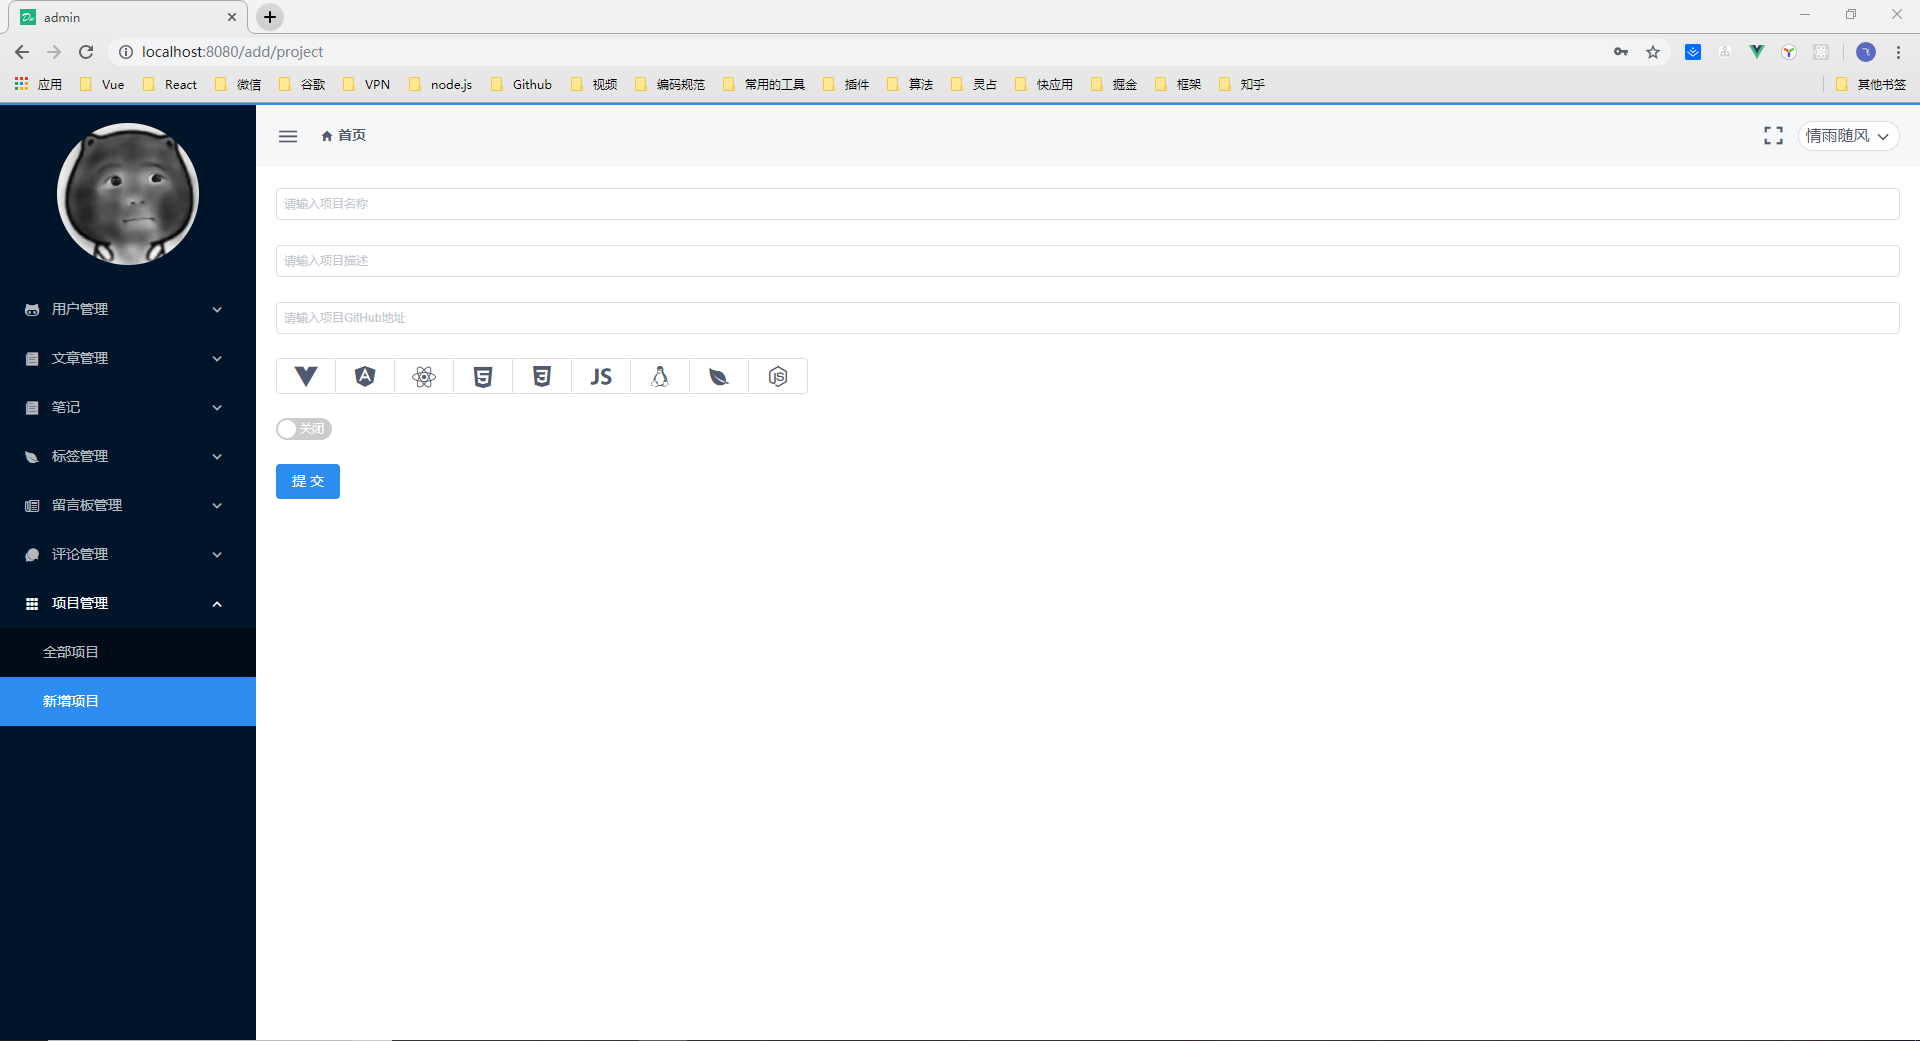 admin
localhost:8080/add/project
应用 Vue React 微信 谷歌 VPN node.js Github 视频 编码规范 常用的工具 插件 算法 灵占 快应用 掘金 框架 知乎 其他书签
首页 情雨随风
请输入项目名称
请输入项目描述
请输入项目GitHub地址
JS
关闭
提 交
用户管理
文章管理
笔记
标签管理
留言板管理
评论管理
项目管理
全部项目
新增项目